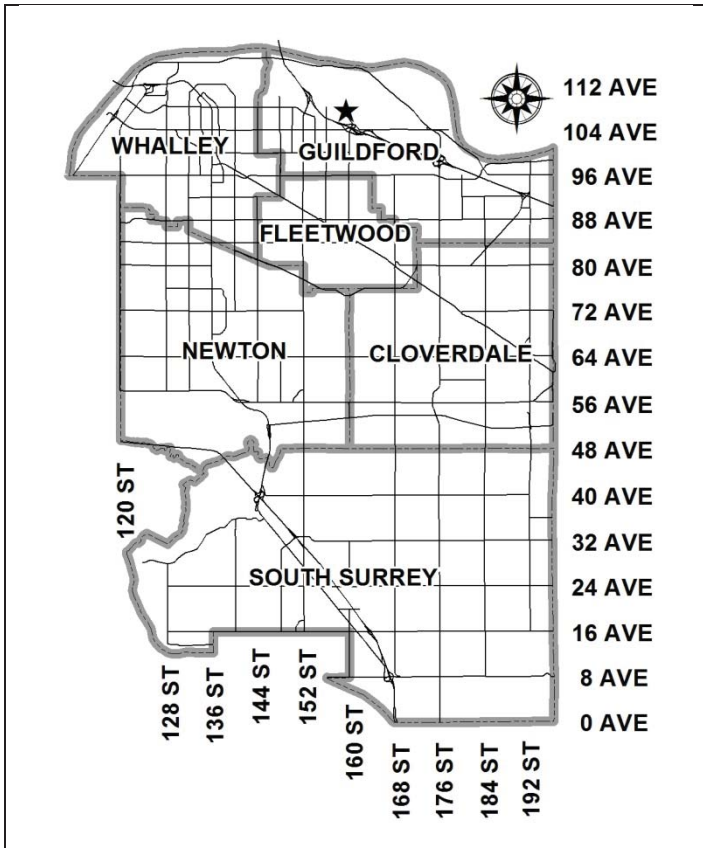 112 AVE
104 AVE
WHALLEY
GUILDFORD
96 AVE
88 AVE
FLEETWOOD
80 AVE
72 AVE
NEWTON
CLOVERDALE
64 AVE
56 AVE
48 AVE
120 ST
40 AVE
32 AVE
SOUTH SURREY
24 AVE
16 AVE
128 ST
136 ST
144 ST
152 ST
160 ST
8 AVE
0 AVE
168 ST
176 ST
184 ST
192 ST